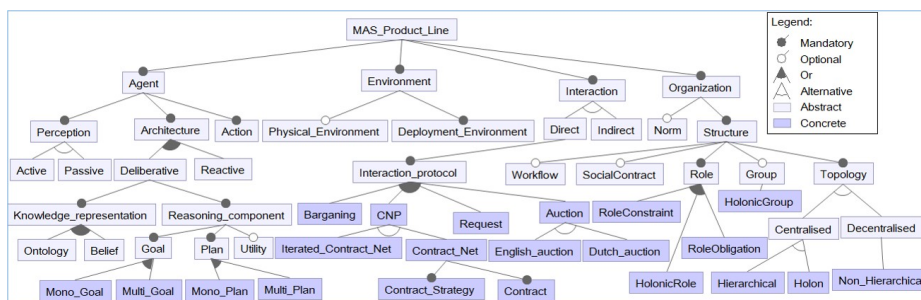 MAS_Product_Line
Legend:
Mandatory
Optional
Or
Alternative
Abstract
Concrete
Agent
Environment
Interaction
Organization
Perception
Architecture
Action
Physical_Environment
Deployment_Environment
Direct
Indirect
Norm
Structure
Active
Passive
Deliberative
Reactive
Interaction_protocol
Workflow
SocialContract
Role
Group
Topology
Knowledge_representation
Reasoning_component
Barganing
CNP
Request
Auction
RoleConstraint
HolonicGroup
Centralised
Decentralised
Ontology
Belief
Goal
Plan
Utility
Iterated_Contract_Net
Contract_Net
English_auction
Dutch_auction
RoleObligation
Mono_Goal
Multi_Goal
Mono_Plan
Multi_Plan
Contract_Strategy
Contract
HolonicRole
Hierarchical
Holon
Non_Hierarchical